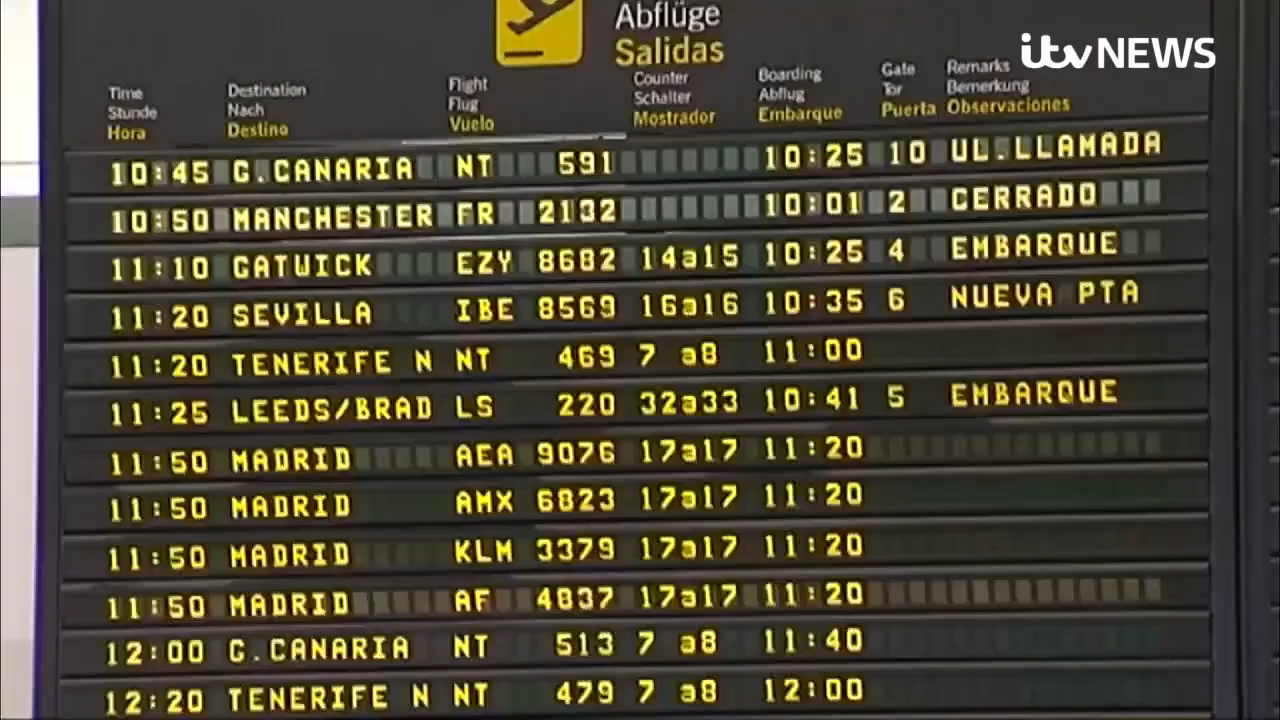 Abflüge
Salidas
itv NEWS
Time Destination Flight Counter Boarding Gate Remarks
Stunde Nach Flug Schalter Abflug Tor Bemerkung
Hora Destino Vuelo Mostrador Embarque Puerta Observaciones
10:45 G.CANARIA NT 591 10:25 10 UL.LLAMADA
10:50 MANCHESTER FR 2132 10:01 2 CERRADO
11:10 GATWICK EZY 8682 14a15 10:25 4 EMBARQUE
11:20 SEVILLA IBE 8569 16a16 10:35 6 NUEVA PTA
11:20 TENERIFE N NT 469 7 a8 11:00
11:25 LEEDS/BRAD LS 220 32a33 10:41 5 EMBARQUE
11:50 MADRID AEA 9076 17a17 11:20
11:50 MADRID AMX 6823 17a17 11:20
11:50 MADRID KLM 3379 17a17 11:20
11:50 MADRID AF 4837 17a17 11:20
12:00 G.CANARIA NT 513 7 a8 11:40
12:20 TENERIFE N NT 479 7 a8 12:00